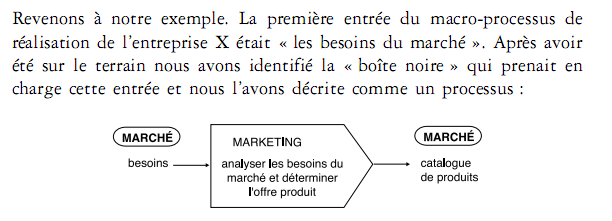 Revenons à notre exemple. La première entrée du macro-processus de
réalisation de l'entreprise X était « les besoins du marché ». Après avoir
été sur le terrain nous avons identifié la « boîte noire » qui prenait en
charge cette entrée et nous l'avons décrite comme un processus :
MARCHÉ
besoins
MARKETING
analyser les besoins du
marché et déterminer
l'offre produit
MARCHÉ
catalogue
de produits